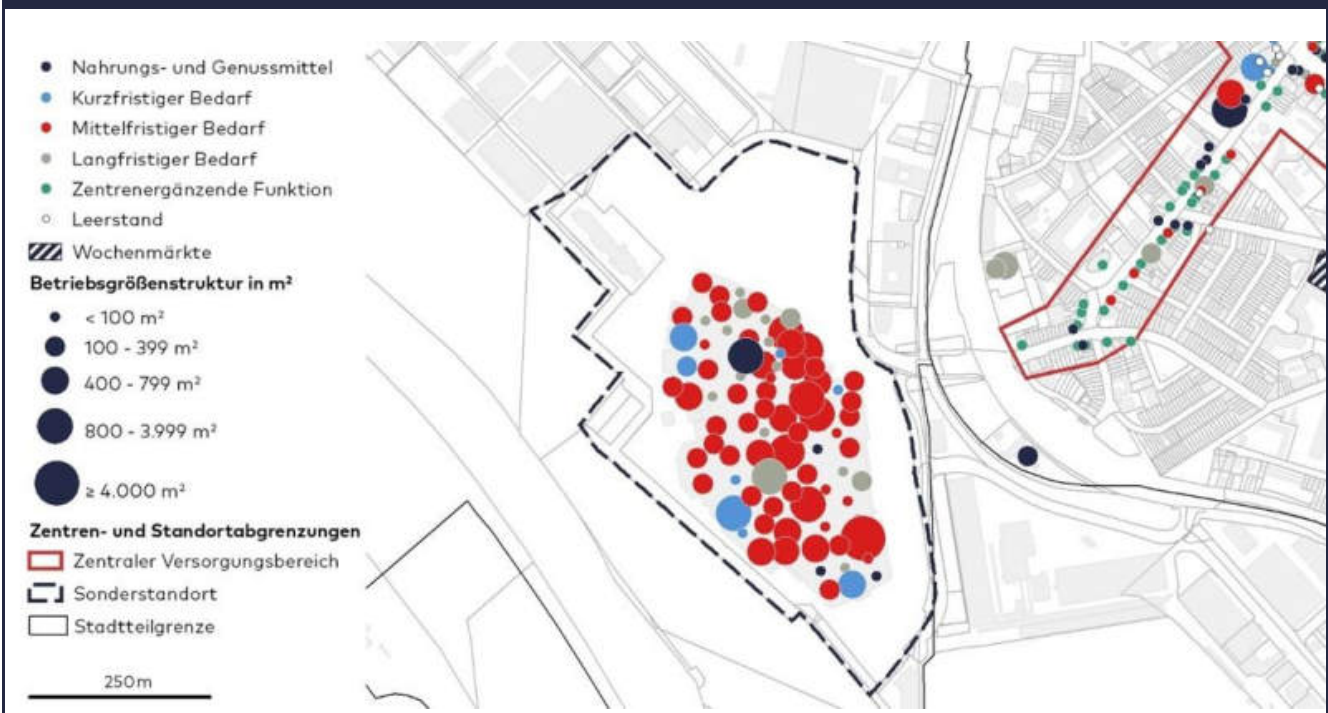 Nahrungs- und Genussmittel
Kurzfristiger Bedarf
Mittelfristiger Bedarf
Langfristiger Bedarf
Zentrenergänzende Funktion
Leerstand
Wochenmärkte
Betriebsgrößenstruktur in m²
< 100 m²
100 - 399 m²
400 - 799 m²
800 - 3.999 m²
≥ 4.000 m²
Zentren- und Standortabgrenzungen
Zentraler Versorgungsbereich
Sonderstandort
Stadtteilgrenze
250m